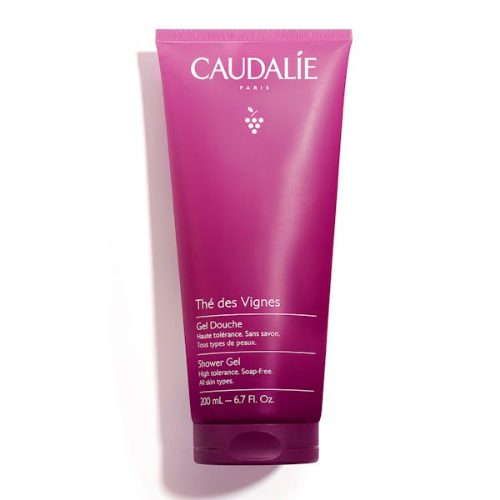 CAUDALÍE
PARIS
Thé des Vignes
Gel Douche
Haute tolérance. Sans savon.
Tous types de peaux.
Shower Gel
High tolerance. Soap-free.
All skin types.
200 mL – 6.7 Fl. Oz.